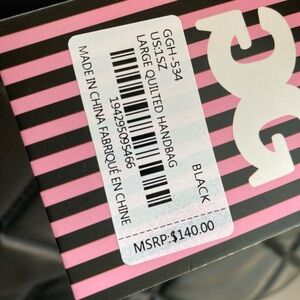 GGH-534
US:1SZ
LARGE QUILTED HANDBAG
BLACK
194295095466
MADE IN CHINA FABRIQUÉ EN CHINE
MSRP:$140.00